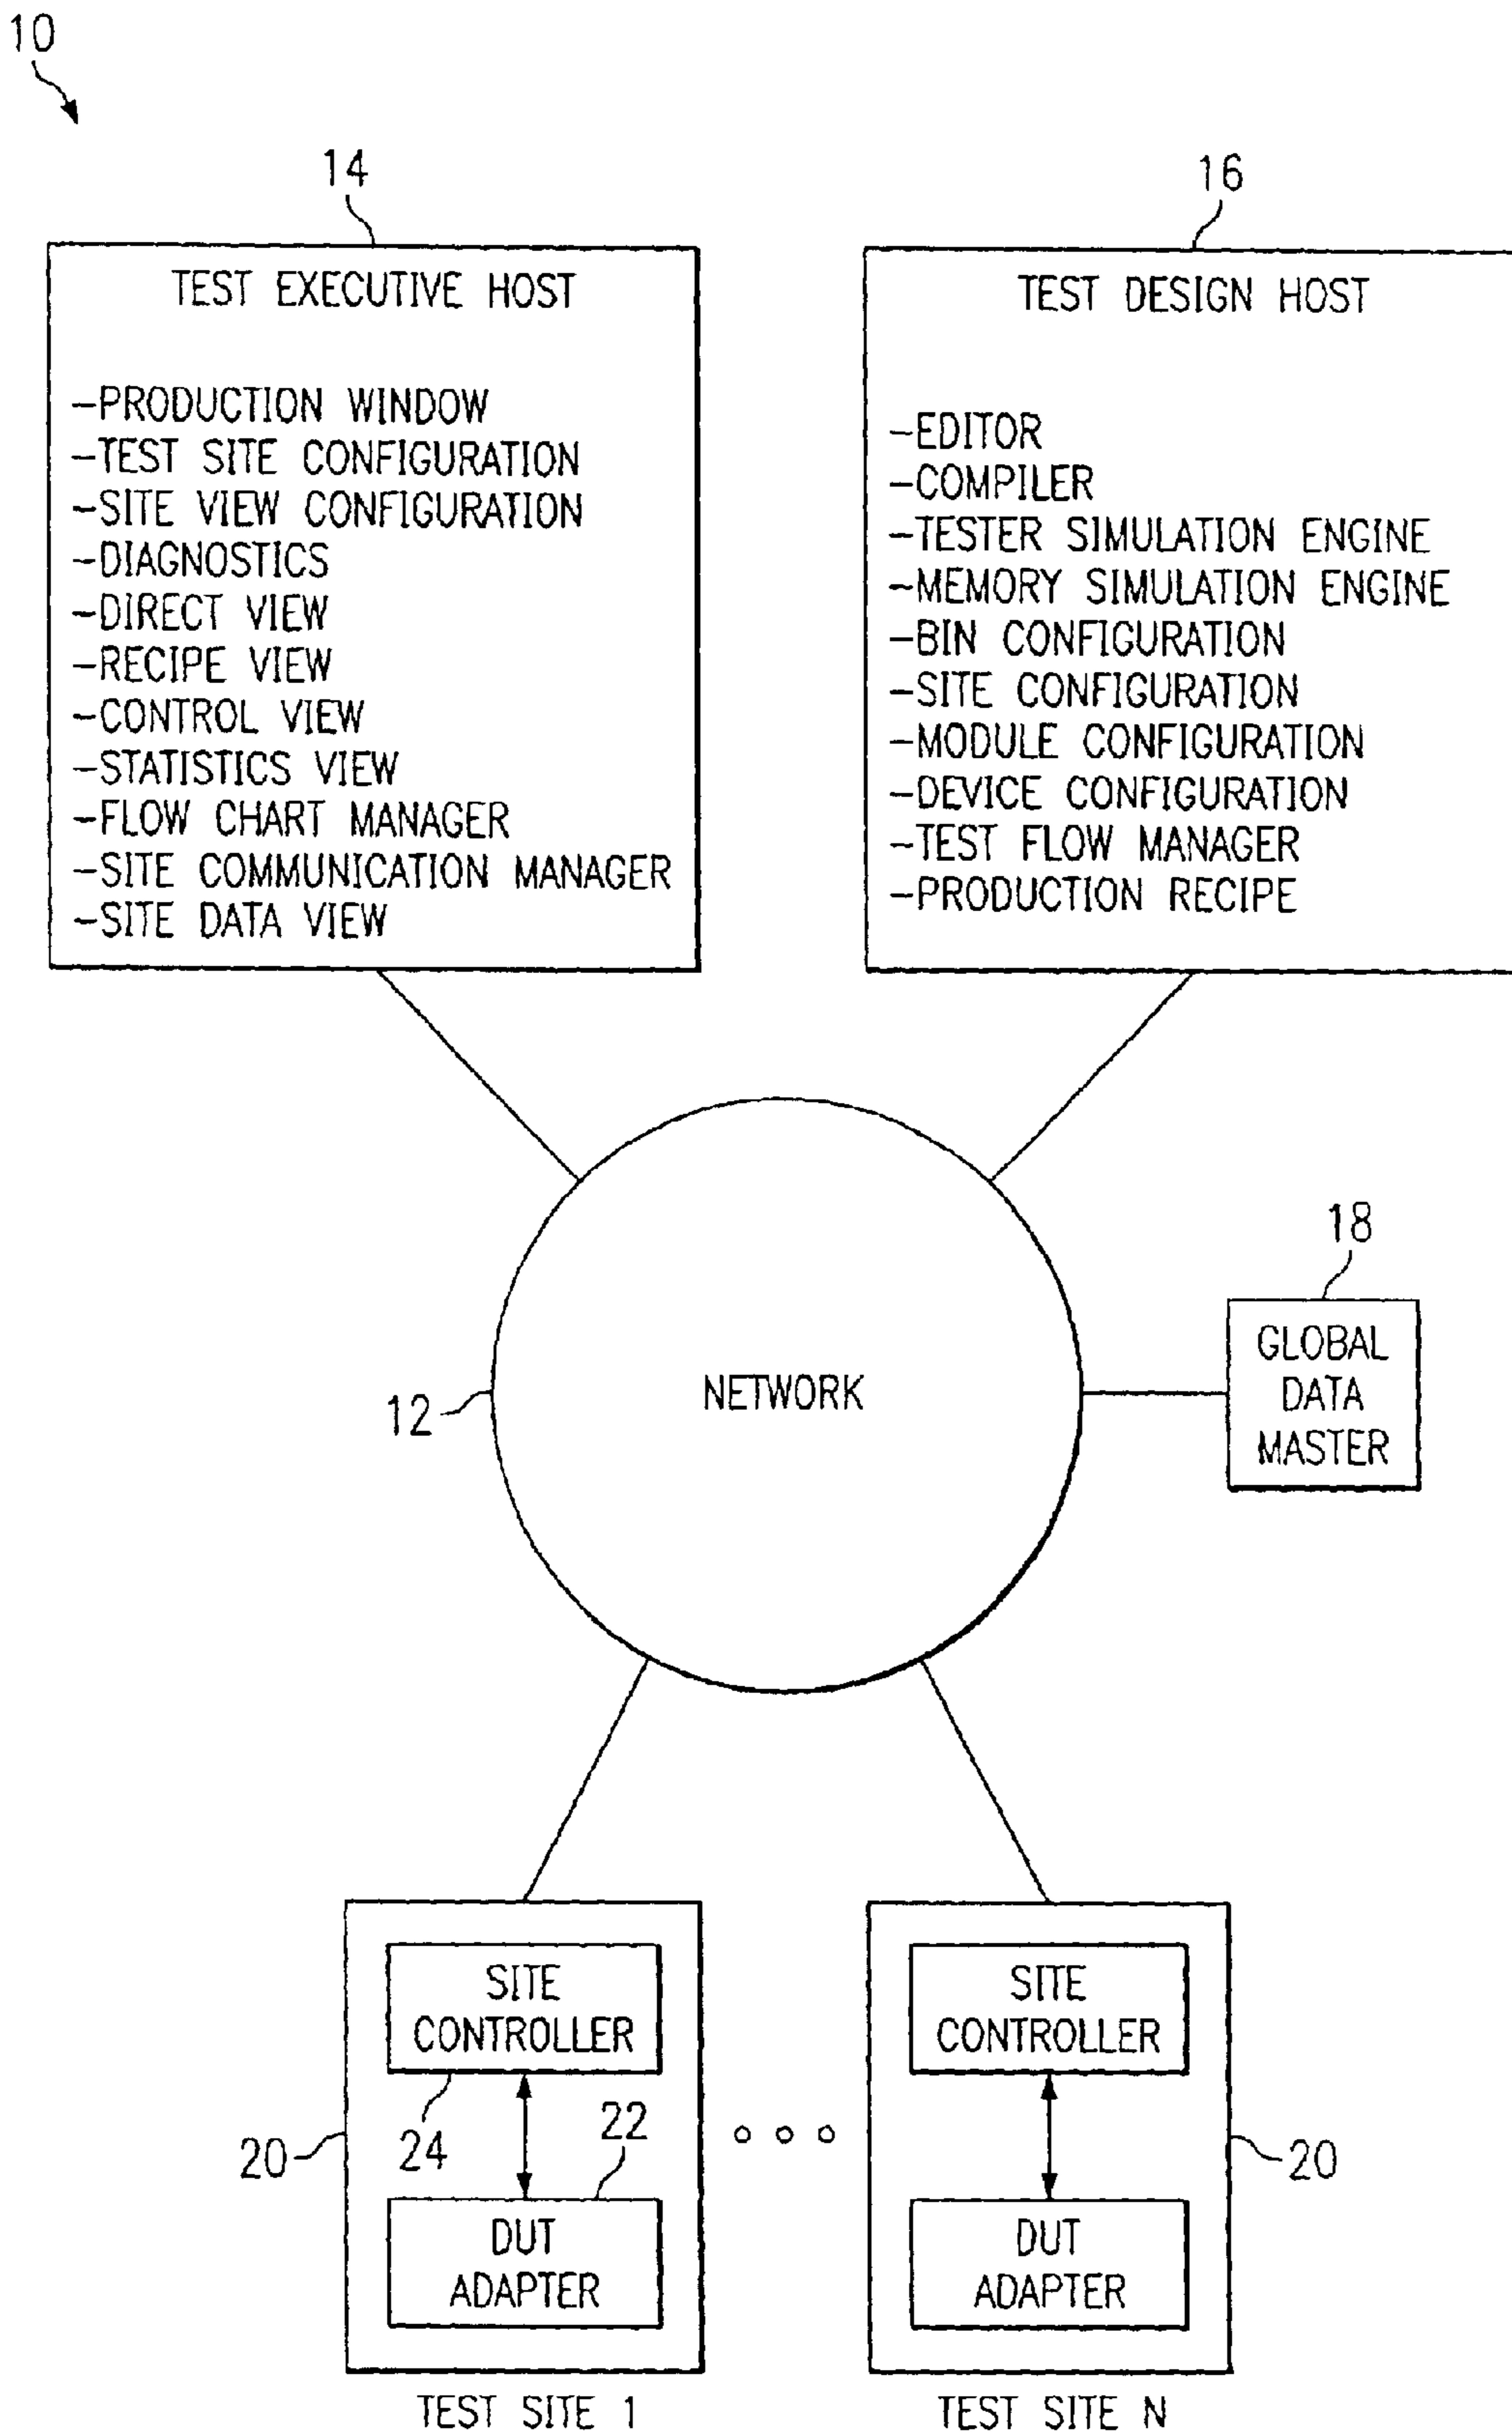 10
14
TEST EXECUTIVE HOST
-PRODUCTION WINDOW
-TEST SITE CONFIGURATION
-SITE VIEW CONFIGURATION
-DIAGNOSTICS
-DIRECT VIEW
-RECIPE VIEW
-CONTROL VIEW
-STATISTICS VIEW
-FLOW CHART MANAGER
-SITE COMMUNICATION MANAGER
-SITE DATA VIEW
16
TEST DESIGN HOST
-EDITOR
-COMPILER
-TESTER SIMULATION ENGINE
-MEMORY SIMULATION ENGINE
-BIN CONFIGURATION
-SITE CONFIGURATION
-MODULE CONFIGURATION
-DEVICE CONFIGURATION
-TEST FLOW MANAGER
-PRODUCTION RECIPE
12
NETWORK
18
GLOBAL
DATA
MASTER
SITE
CONTROLLER
24
22
20
DUT
ADAPTER
TEST SITE 1
SITE
CONTROLLER
20
DUT
ADAPTER
TEST SITE N